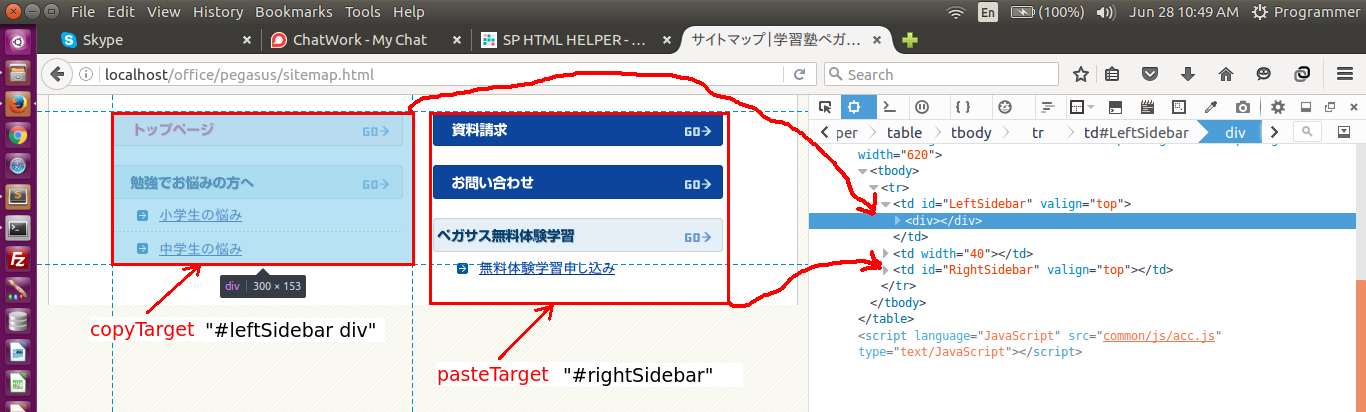 File Edit View History Bookmarks Tools Help
En (100%) Jun 28 10:49 AM Programmer
Skype
ChatWork - My Chat
SP HTML HELPER - ...
サイトマップ|学習塾ペガ...
localhost/office/pegasus/sitemap.html
Search
per table tbody tr td#LeftSidebar div
トップページ GO
勉強でお悩みの方へ GO
小学生の悩み
中学生の悩み
div 300 × 153
copyTarget "#leftSidebar div"
資料請求 GO
お問い合わせ GO
ペガサス無料体験学習 GO
無料体験学習申し込み
pasteTarget "#rightSidebar"
width="620">
<tbody>
<tr>
<td id="LeftSidebar" valign="top">
<div></div>
</td>
<td width="40"></td>
<td id="RightSidebar" valign="top"></td>
</tr>
</tbody>
</table>
<script language="JavaScript" src="common/js/acc.js"
type="text/JavaScript"></script>